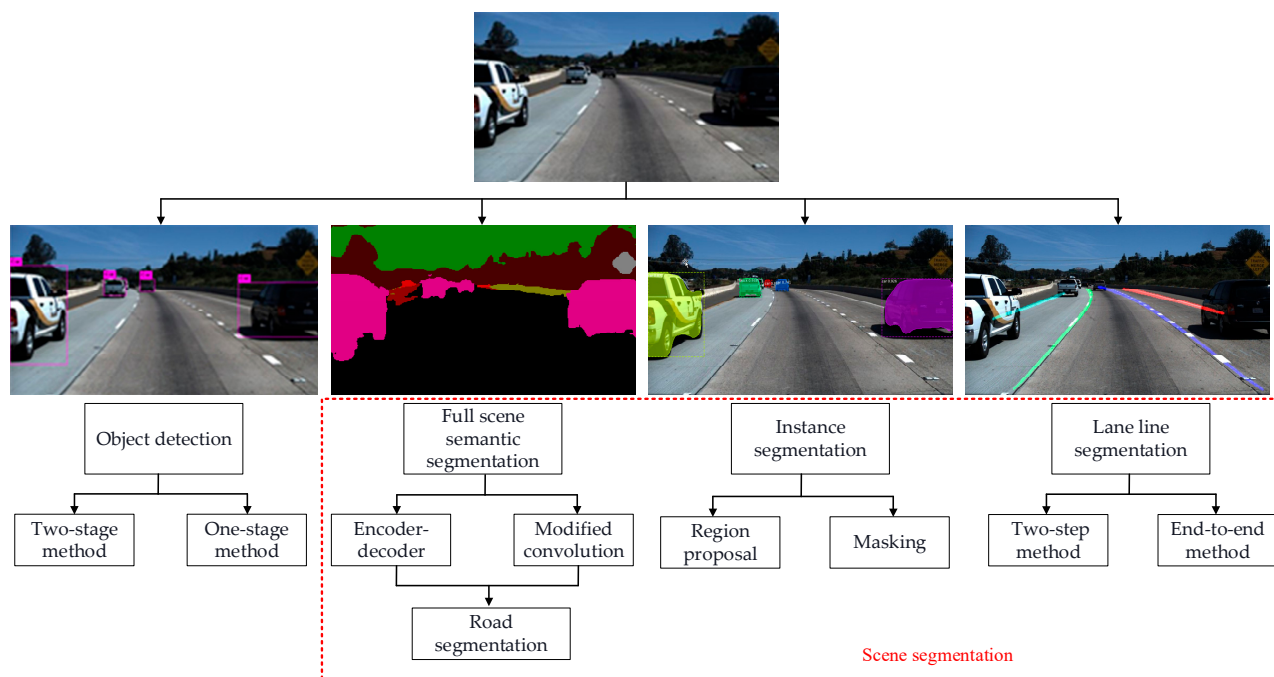 Object detection
Two-stage
method
One-stage
method
Full scene
semantic
segmentation
Encoder-
decoder
Modified
convolution
Road
segmentation
Instance
segmentation
Region
proposal
Masking
Lane line
segmentation
Two-step
method
End-to-end
method
Scene segmentation